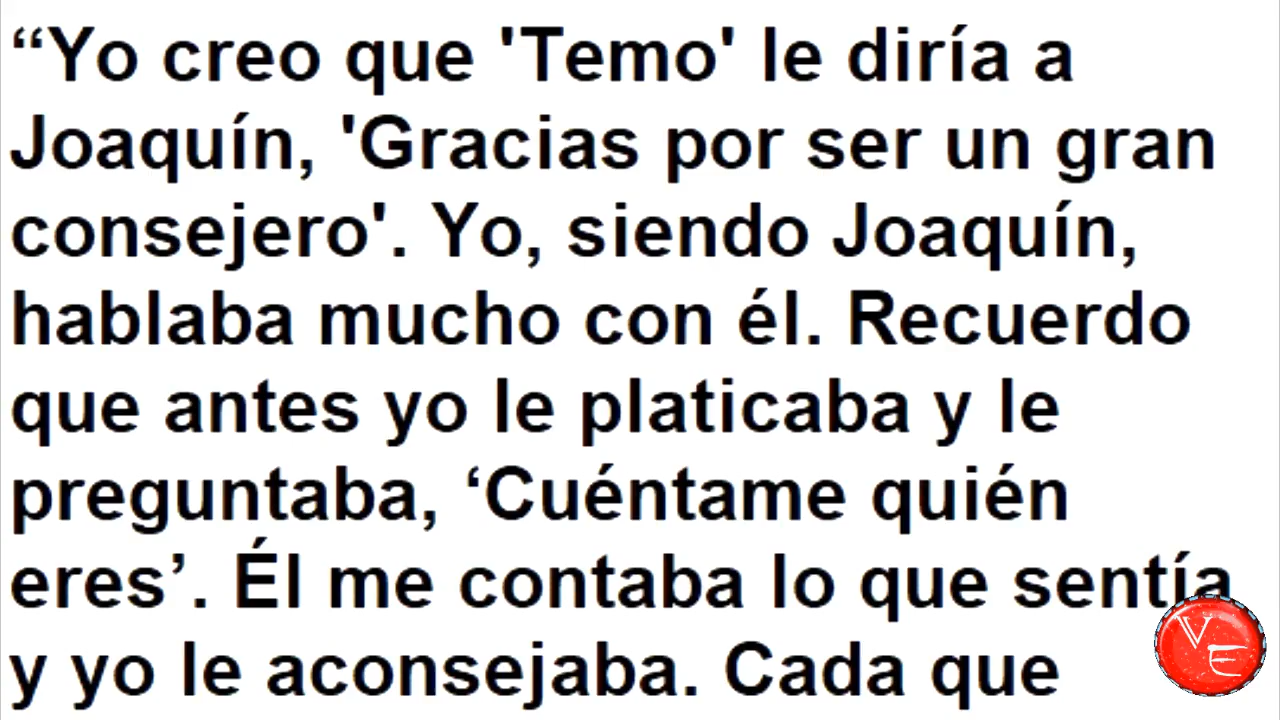 “Yo creo que 'Temo' le diría a
Joaquín, 'Gracias por ser un gran
consejero'. Yo, siendo Joaquín,
hablaba mucho con él. Recuerdo
que antes yo le platicaba y le
preguntaba, ‘Cuéntame quién
eres’. Él me contaba lo que sentía
y yo le aconsejaba. Cada que
VE